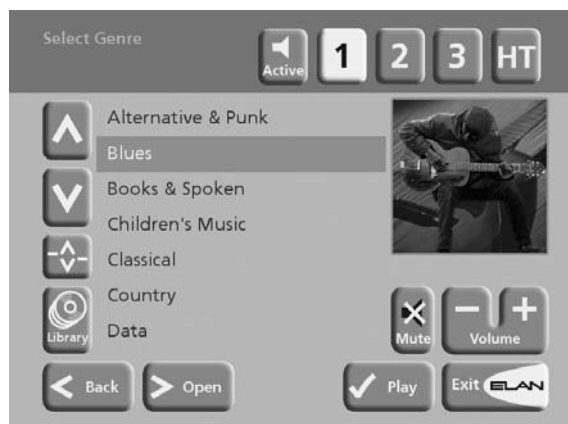 Select Genre
Active
1
2
3
HT
Alternative & Punk
Blues
Books & Spoken
Children's Music
Classical
Country
Data
Library
Mute
Volume
Back
Open
Play
Exit ELAN